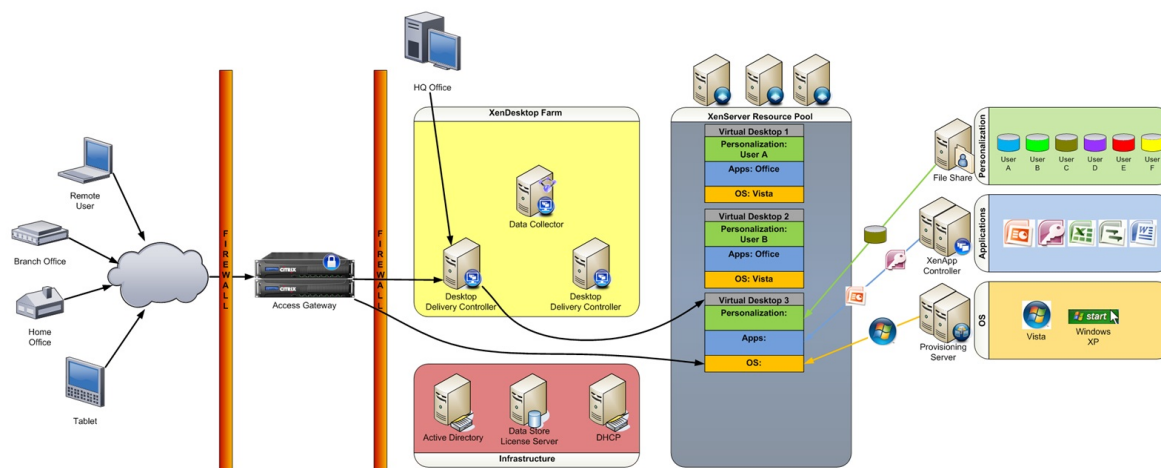 HQ Office
XenDesktop Farm
XenServer Resource Pool
Virtual Desktop 1
Personalization:
User A
Apps: Office
OS: Vista
Virtual Desktop 2
Personalization:
User B
Apps: Office
OS: Vista
Virtual Desktop 3
Personalization:
Apps:
OS:
Remote
User
Branch Office
Home
Office
Tablet
FIREWALL
CITRIX
CITRIX
Access Gateway
FIREWALL
Data Collector
Desktop
Delivery Controller
Desktop
Delivery Controller
Active Directory
Data Store
License Server
DHCP
Infrastructure
File Share
Personalization
User
A
User
B
User
C
User
D
User
E
User
F
XenApp
Controller
Applications
Provisioning
Server
OS
Vista
start
Windows
XP